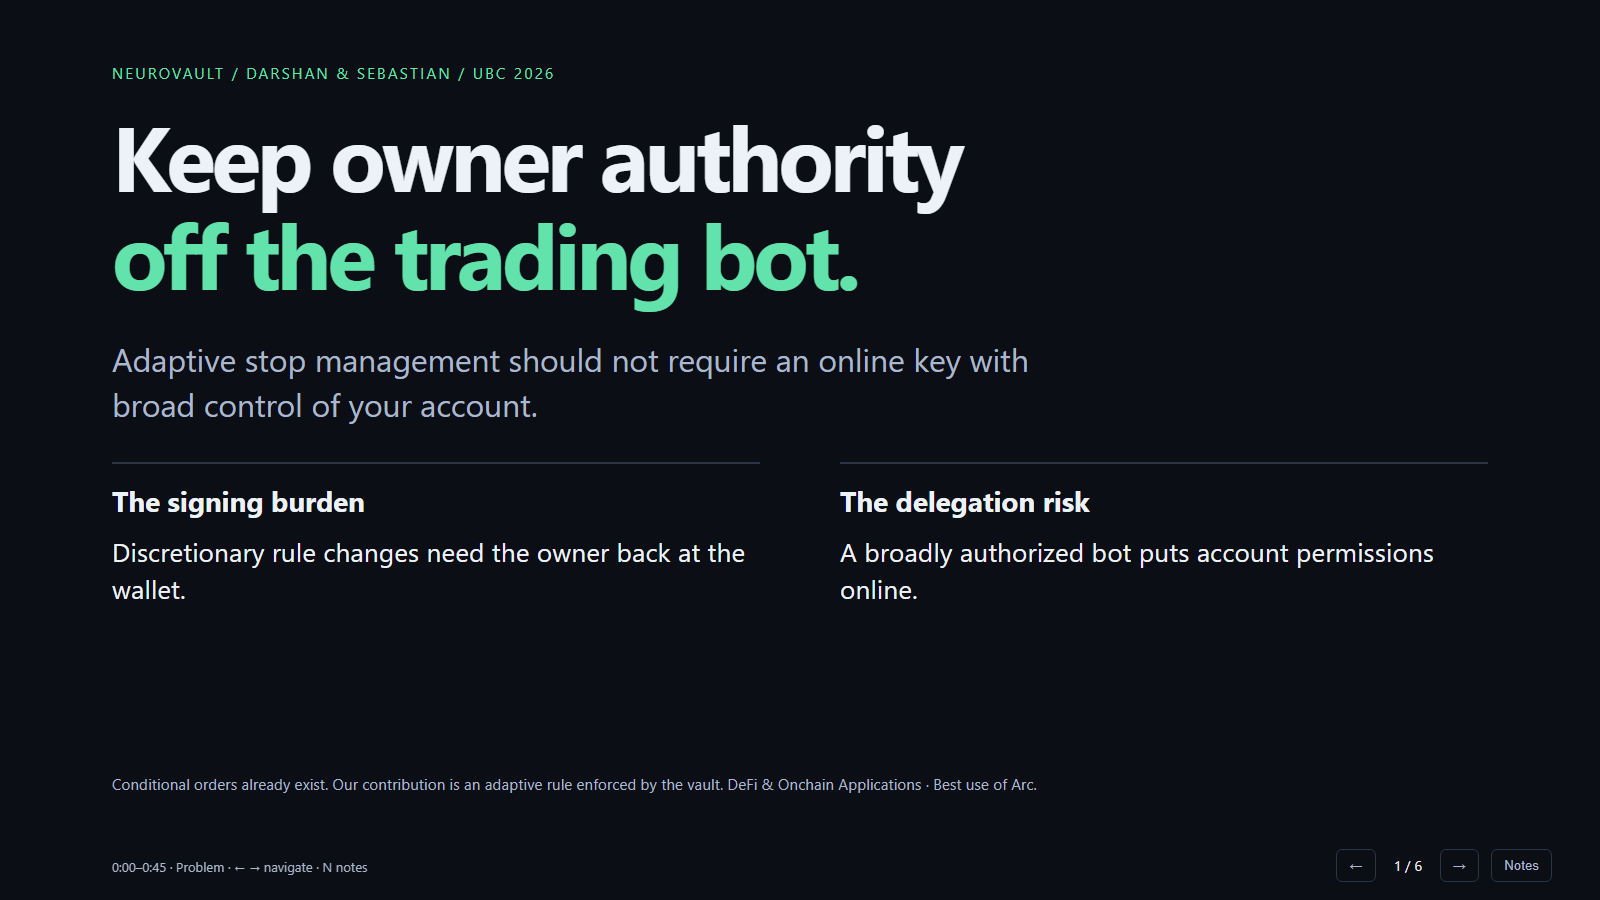 NEUROVAULT / DARSHAN & SEBASTIAN / UBC 2026
Keep owner authority
off the trading bot.
Adaptive stop management should not require an online key with
broad control of your account.
The signing burden
Discretionary rule changes need the owner back at the
wallet.
The delegation risk
A broadly authorized bot puts account permissions
online.
Conditional orders already exist. Our contribution is an adaptive rule enforced by the vault. DeFi & Onchain Applications · Best use of Arc.
0:00–0:45 · Problem · ← → navigate · N notes
← 1 / 6 → Notes